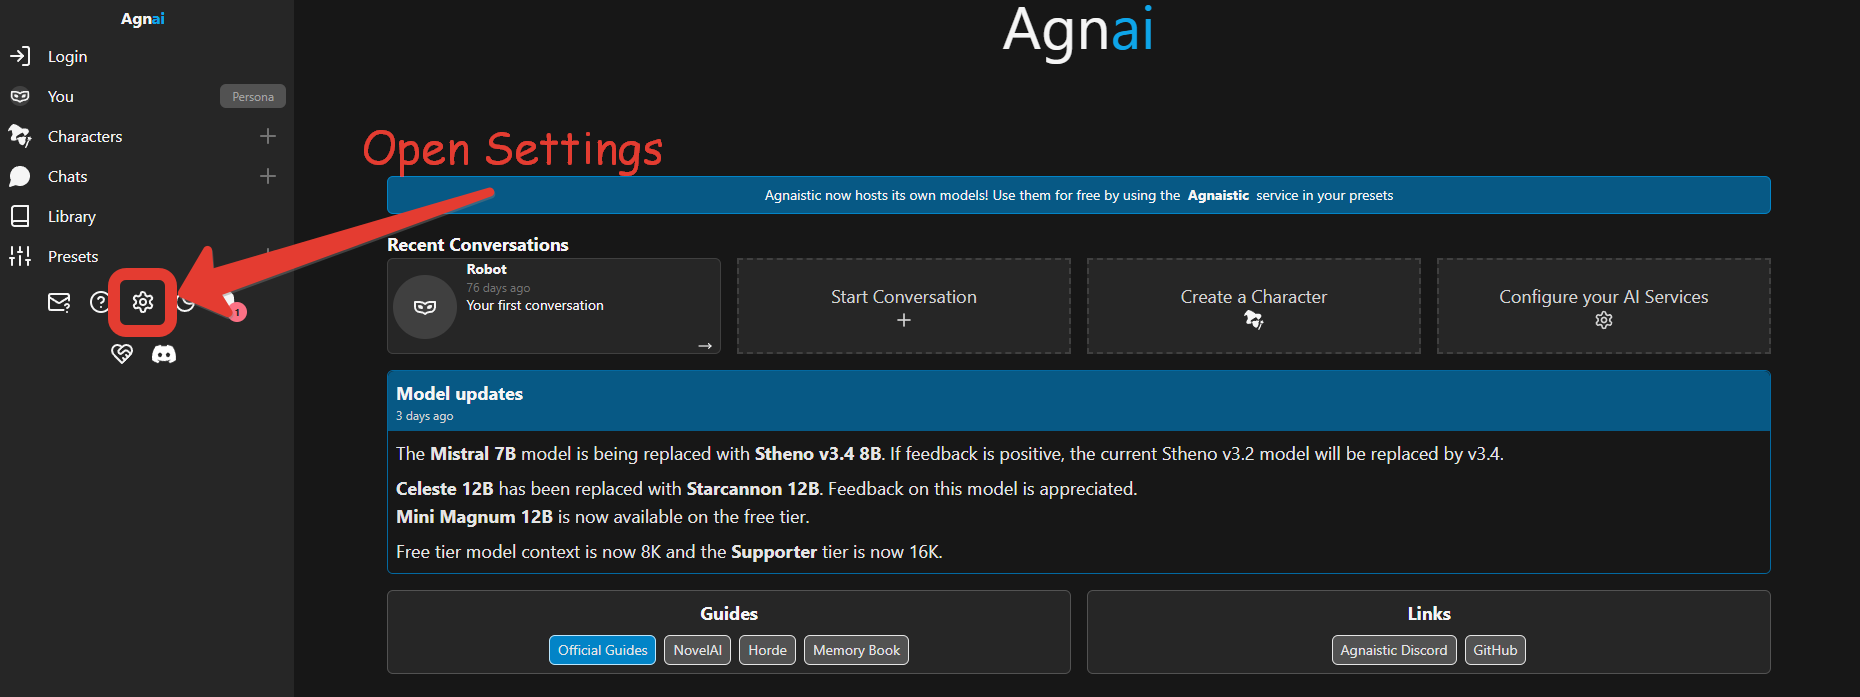 Agnai
Login
You
Persona
Characters
Chats
Library
Presets
1
Agnai
Open Settings
Agnaistic now hosts its own models! Use them for free by using the Agnaistic service in your presets
Recent Conversations
Robot
76 days ago
Your first conversation
Start Conversation
Create a Character
Configure your AI Services
Model updates
3 days ago
The Mistral 7B model is being replaced with Stheno v3.4 8B. If feedback is positive, the current Stheno v3.2 model will be replaced by v3.4.
Celeste 12B has been replaced with Starcannon 12B. Feedback on this model is appreciated.
Mini Magnum 12B is now available on the free tier.
Free tier model context is now 8K and the Supporter tier is now 16K.
Guides
Official Guides NovelAI Horde Memory Book
Links
Agnaistic Discord GitHub